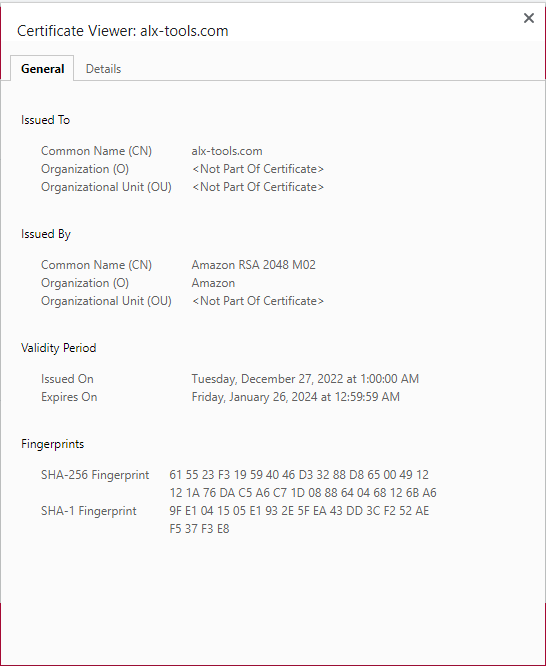 Certificate Viewer: alx-tools.com
General Details
Issued To
Common Name (CN) alx-tools.com
Organization (O) <Not Part Of Certificate>
Organizational Unit (OU) <Not Part Of Certificate>
Issued By
Common Name (CN) Amazon RSA 2048 M02
Organization (O) Amazon
Organizational Unit (OU) <Not Part Of Certificate>
Validity Period
Issued On Tuesday, December 27, 2022 at 1:00:00 AM
Expires On Friday, January 26, 2024 at 12:59:59 AM
Fingerprints
SHA-256 Fingerprint 61 55 23 F3 19 59 40 46 D3 32 88 D8 65 00 49 12
12 1A 76 DA C5 A6 C7 1D 08 88 64 04 68 12 6B A6
SHA-1 Fingerprint 9F E1 04 15 05 E1 93 2E 5F EA 43 DD 3C F2 52 AE
F5 37 F3 E8